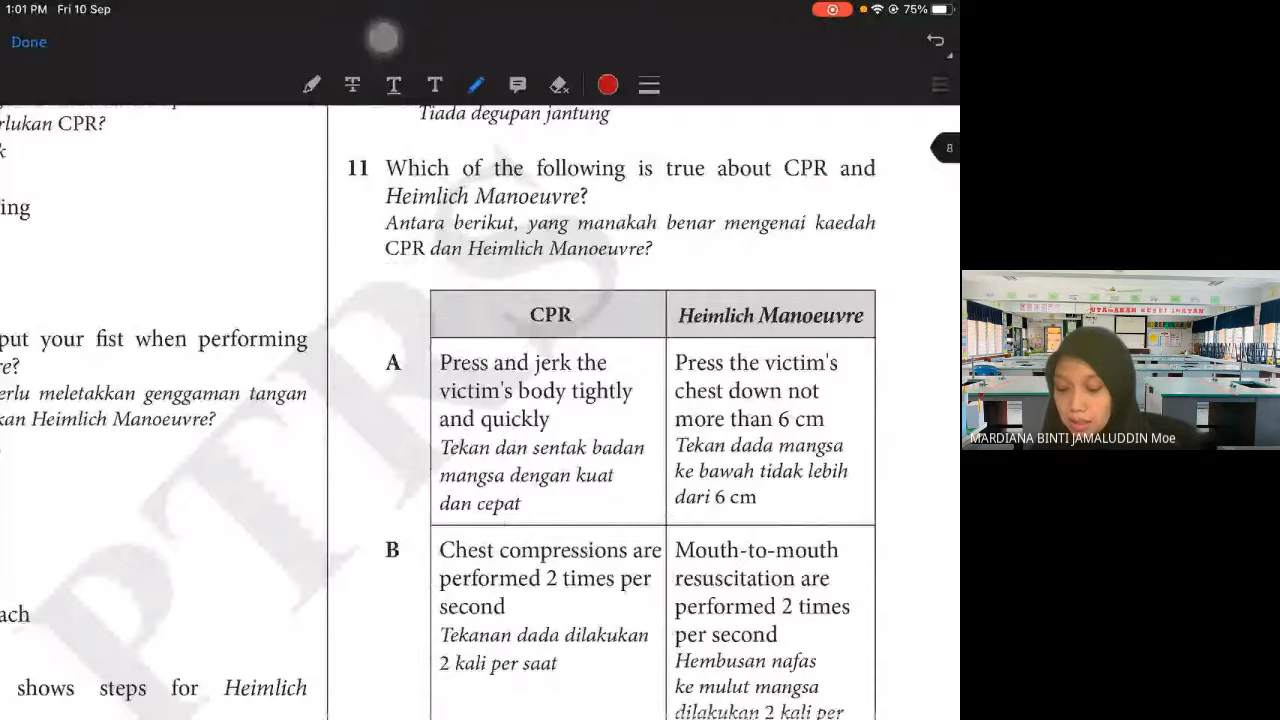 1:01 PM Fri 10 Sep
75%
Done
rlukan CPR?
k
ing
put your fist when performing
re?
erlu meletakkan genggaman tangan
kan Heimlich Manoeuvre?
ach
shows steps for Heimlich
Tiada degupan jantung
8
11 Which of the following is true about CPR and
Heimlich Manoeuvre?
Antara berikut, yang manakah benar mengenai kaedah
CPR dan Heimlich Manoeuvre?
CPR
Heimlich Manoeuvre
A
Press and jerk the
victim's body tightly
and quickly
Tekan dan sentak badan
mangsa dengan kuat
dan cepat
Press the victim's
chest down not
more than 6 cm
Tekan dada mangsa
ke bawah tidak lebih
dari 6 cm
B
Chest compressions are
performed 2 times per
second
Tekanan dada dilakukan
2 kali per saat
Mouth-to-mouth
resuscitation are
performed 2 times
per second
Hembusan nafas
ke mulut mangsa
dilakukan 2 kali per
PTRS
MARDIANA BINTI JAMALUDDIN Moe